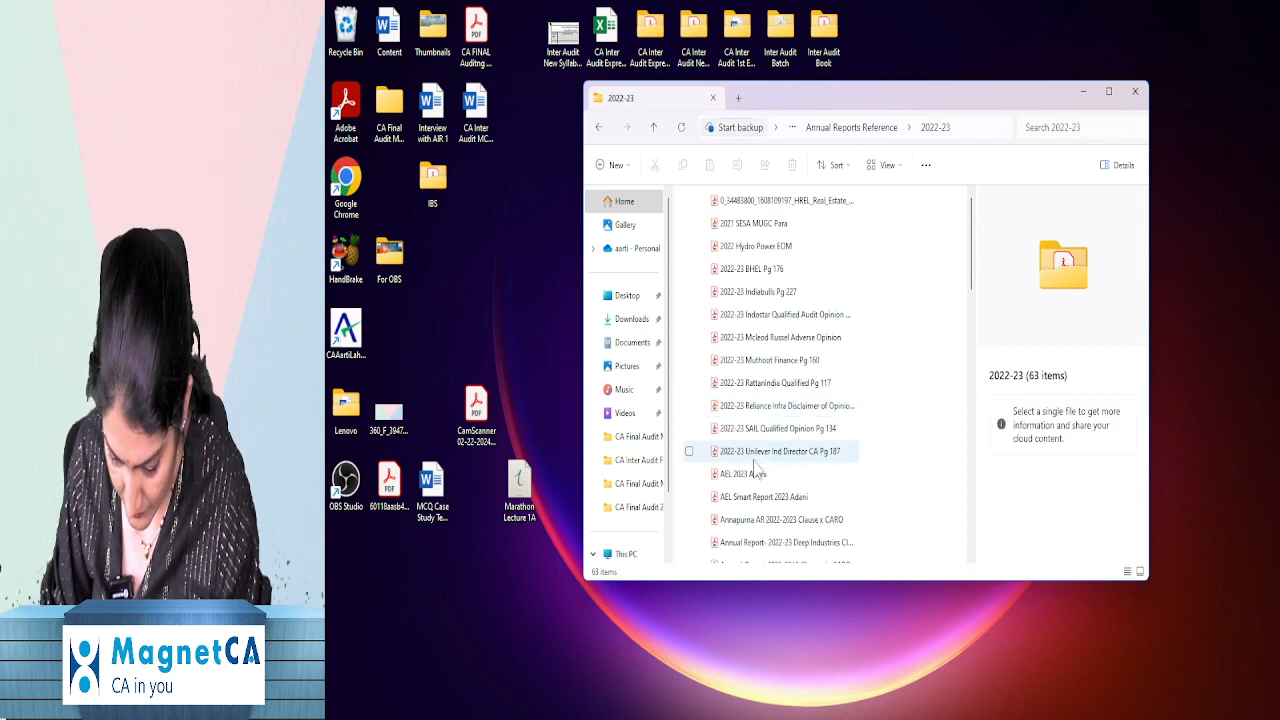 Recycle Bin
Content
Thumbnails
CA FINAL
Auditng ...
Inter Audit
New Syllab...
CA Inter
Audit Expre...
CA Inter
Audit Expre...
CA Inter
Audit Ne...
CA Inter
Audit 1st E...
Inter Audit
Batch
Inter Audit
Book
Adobe
Acrobat
CA Final
Audit M...
Interview
with AIR 1
CA Inter
Audit MC...
Google
Chrome
IBS
HandBrake
For OBS
CAAartiLah...
Lenovo
360_F_3947...
CamScanner
02-22-2024...
OBS Studio
60118aasb4...
MCQ Case
Study Te...
Marathon
Lecture 1A
2022-23
Start backup
Annual Reports Reference
2022-23
Search 2022-23
New
Sort
View
Details
Home
Gallery
aarti - Personal
Desktop
Downloads
Documents
Pictures
Music
Videos
CA Final Audit M
CA Inter Audit F
CA Final Audit M
CA Final Audit 2
This PC
0_34483800_1608109197_HREL_Real_Estate_...
2021 SESA MUGC Para
2022 Hydro Power EOM
2022-23 BHEL Pg 176
2022-23 Indiabulls Pg 227
2022-23 Indostar Qualified Audit Opinion ...
2022-23 Mcleod Russel Adverse Opinion
2022-23 Muthoot Finance Pg 160
2022-23 RattanIndia Qualified Pg 117
2022-23 Reliance Infra Disclaimer of Opinio...
2022-23 SAIL Qualified Opinion Pg 134
2022-23 Unilever Ind Director CA Pg 187
AEL 2023
AEL Smart Report 2023 Adani
Annapurna AR 2022-2023 Clause x CARO
Annual Report- 2022-23 Deep Industries Cl...
2022-23 (63 items)
Select a single file to get more
information and share your
cloud content.
63 items
MagnetCA
CA in you